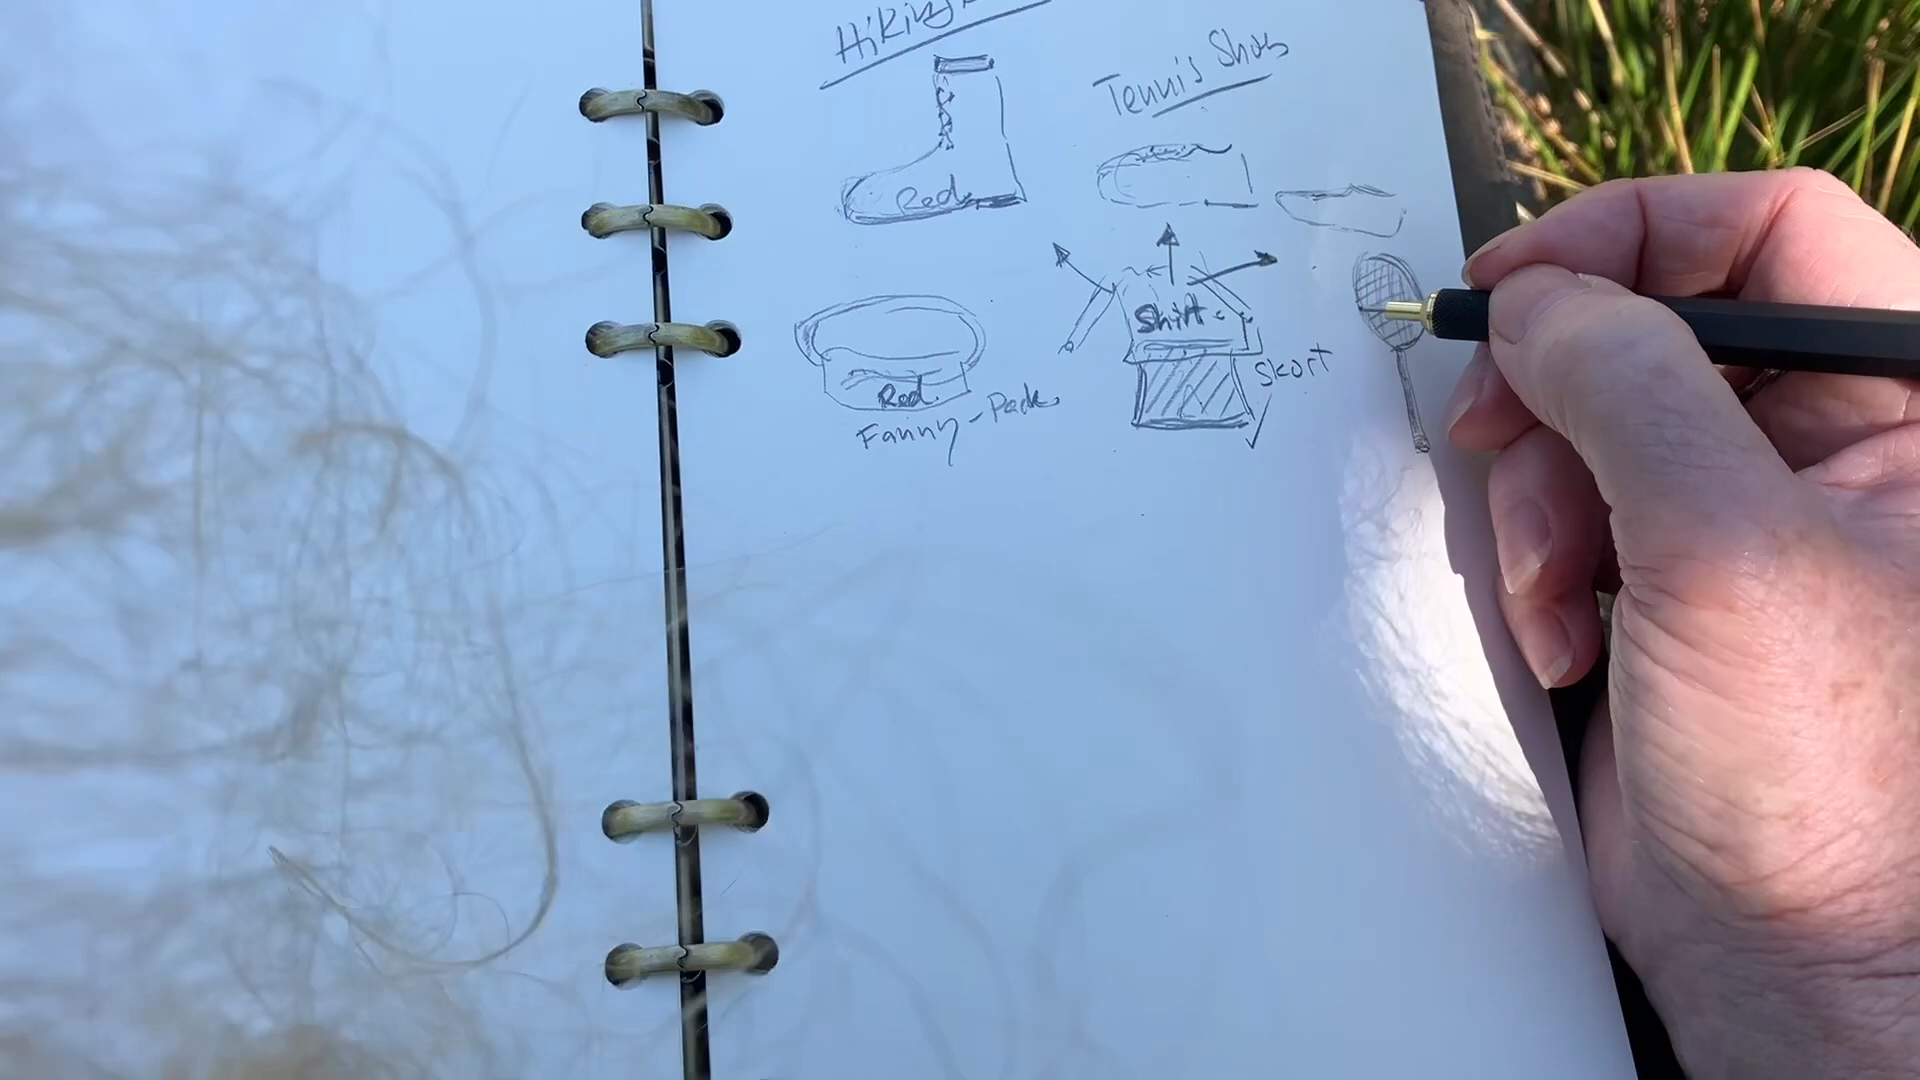 Tennis Shoes
Red
Shirt
Skort
Red
Fanny-Pack